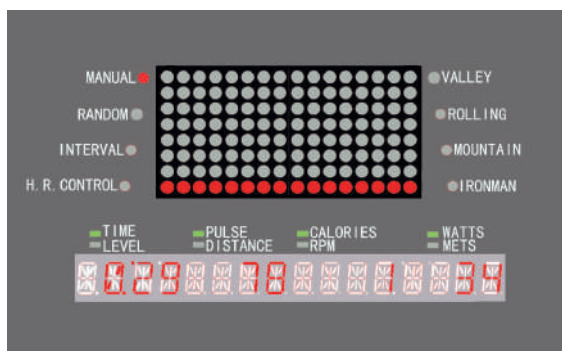 MANUAL VALLEY
RANDOM ROLLING
INTERVAL MOUNTAIN
H. R. CONTROL IRONMAN
TIME PULSE CALORIES WATTS
LEVEL DISTANCE RPM METS